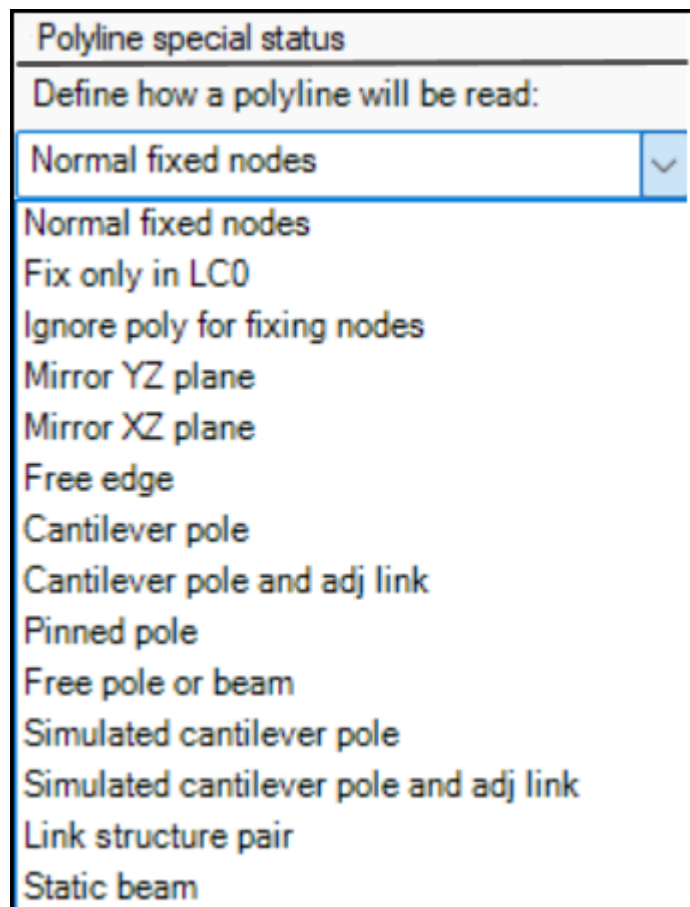 Polyline special status
Define how a polyline will be read:
Normal fixed nodes
Normal fixed nodes
Fix only in LC0
Ignore poly for fixing nodes
Mirror YZ plane
Mirror XZ plane
Free edge
Cantilever pole
Cantilever pole and adj link
Pinned pole
Free pole or beam
Simulated cantilever pole
Simulated cantilever pole and adj link
Link structure pair
Static beam